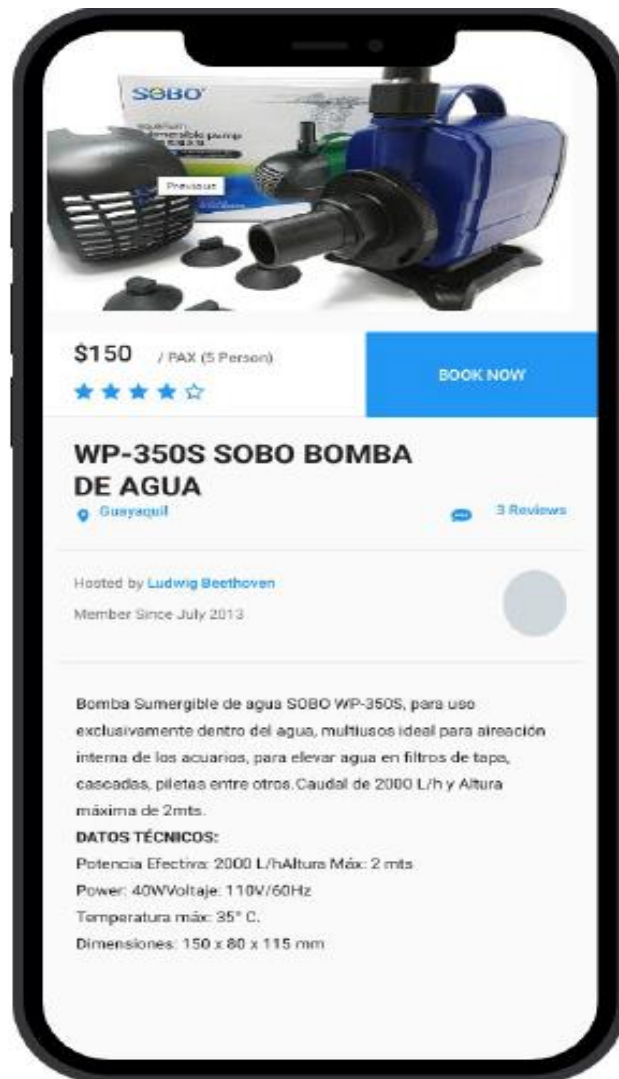 SOBO
submersible pump
Previous
$150 / PAX (5 Person)
BOOK NOW
WP-350S SOBO BOMBA
DE AGUA
Guayaquil
3 Reviews
Hosted by Ludwig Beethoven
Member Since July 2013
Bomba Sumergible de agua SOBO WP-350S, para uso
exclusivamente dentro del agua, multiusos ideal para aireación
interna de los acuarios, para elevar agua en filtros de tapa,
cascadas, piletas entre otros.Caudal de 2000 L/h y Altura
máxima de 2mts.
DATOS TÉCNICOS:
Potencia Efectiva: 2000 L/hAltura Máx: 2 mts
Power: 40WVoltaje: 110V/60Hz
Temperatura máx: 35° C.
Dimensiones: 150 x 80 x 115 mm